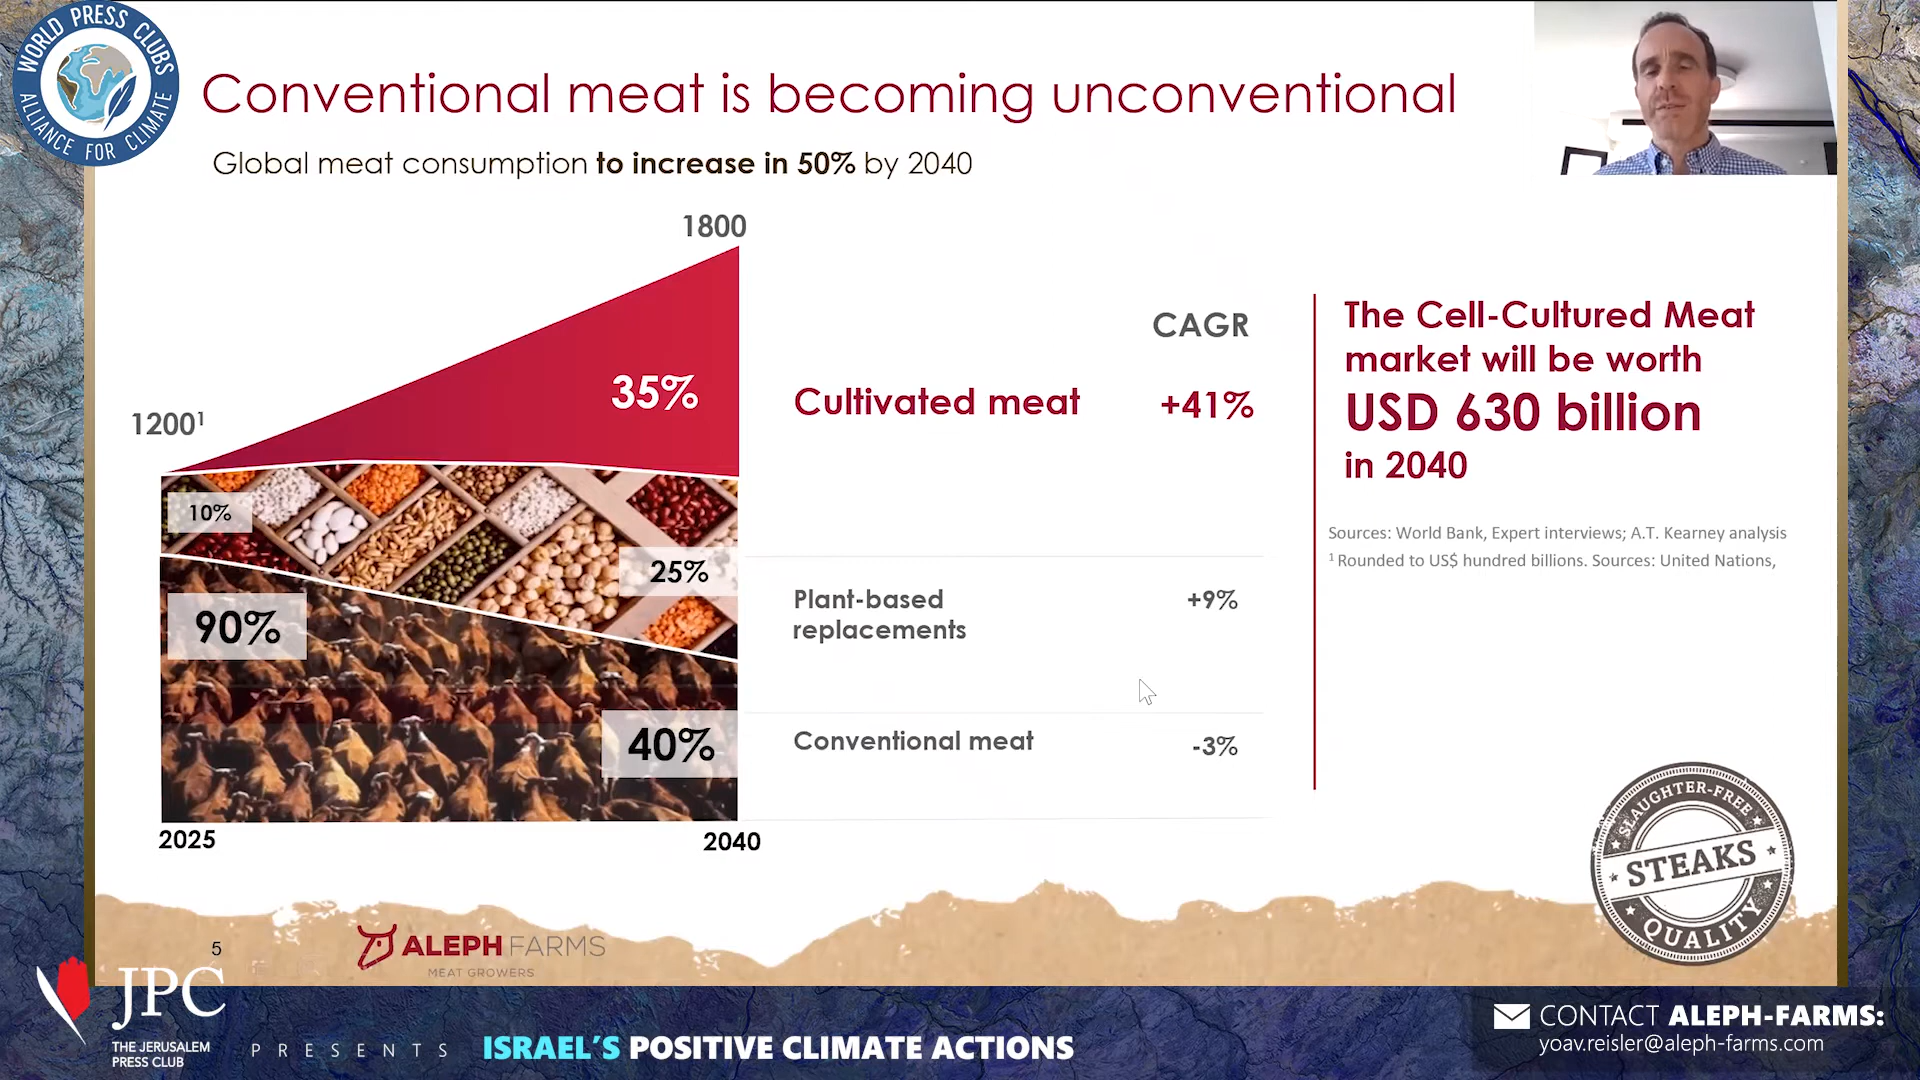 WORLD PRESS CLUBS
ALLIANCE FOR CLIMATE
Conventional meat is becoming unconventional
Global meat consumption to increase in 50% by 2040
1800
1200¹
35%
10%
25%
90%
40%
2025
2040
CAGR
Cultivated meat +41%
Plant-based
replacements
+9%
Conventional meat -3%
The Cell-Cultured Meat
market will be worth
USD 630 billion
in 2040
Sources: World Bank, Expert interviews; A.T. Kearney analysis
¹ Rounded to US$ hundred billions. Sources: United Nations,
SLAUGHTER-FREE
STEAKS
QUALITY
5
ALEPH FARMS
MEAT GROWERS
JPC
THE JERUSALEM
PRESS CLUB
PRESENTS
ISRAEL'S POSITIVE CLIMATE ACTIONS
CONTACT ALEPH-FARMS:
yoav.reisler@aleph-farms.com